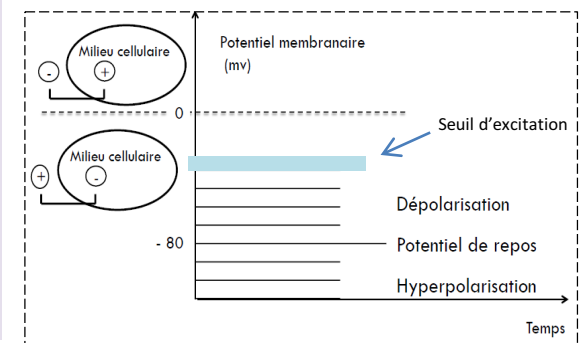 Milieu cellulaire
- +
Potentiel membranaire
(mv)
0
Seuil d'excitation
Milieu cellulaire
+ -
Dépolarisation
- 80
Potentiel de repos
Hyperpolarisation
Temps